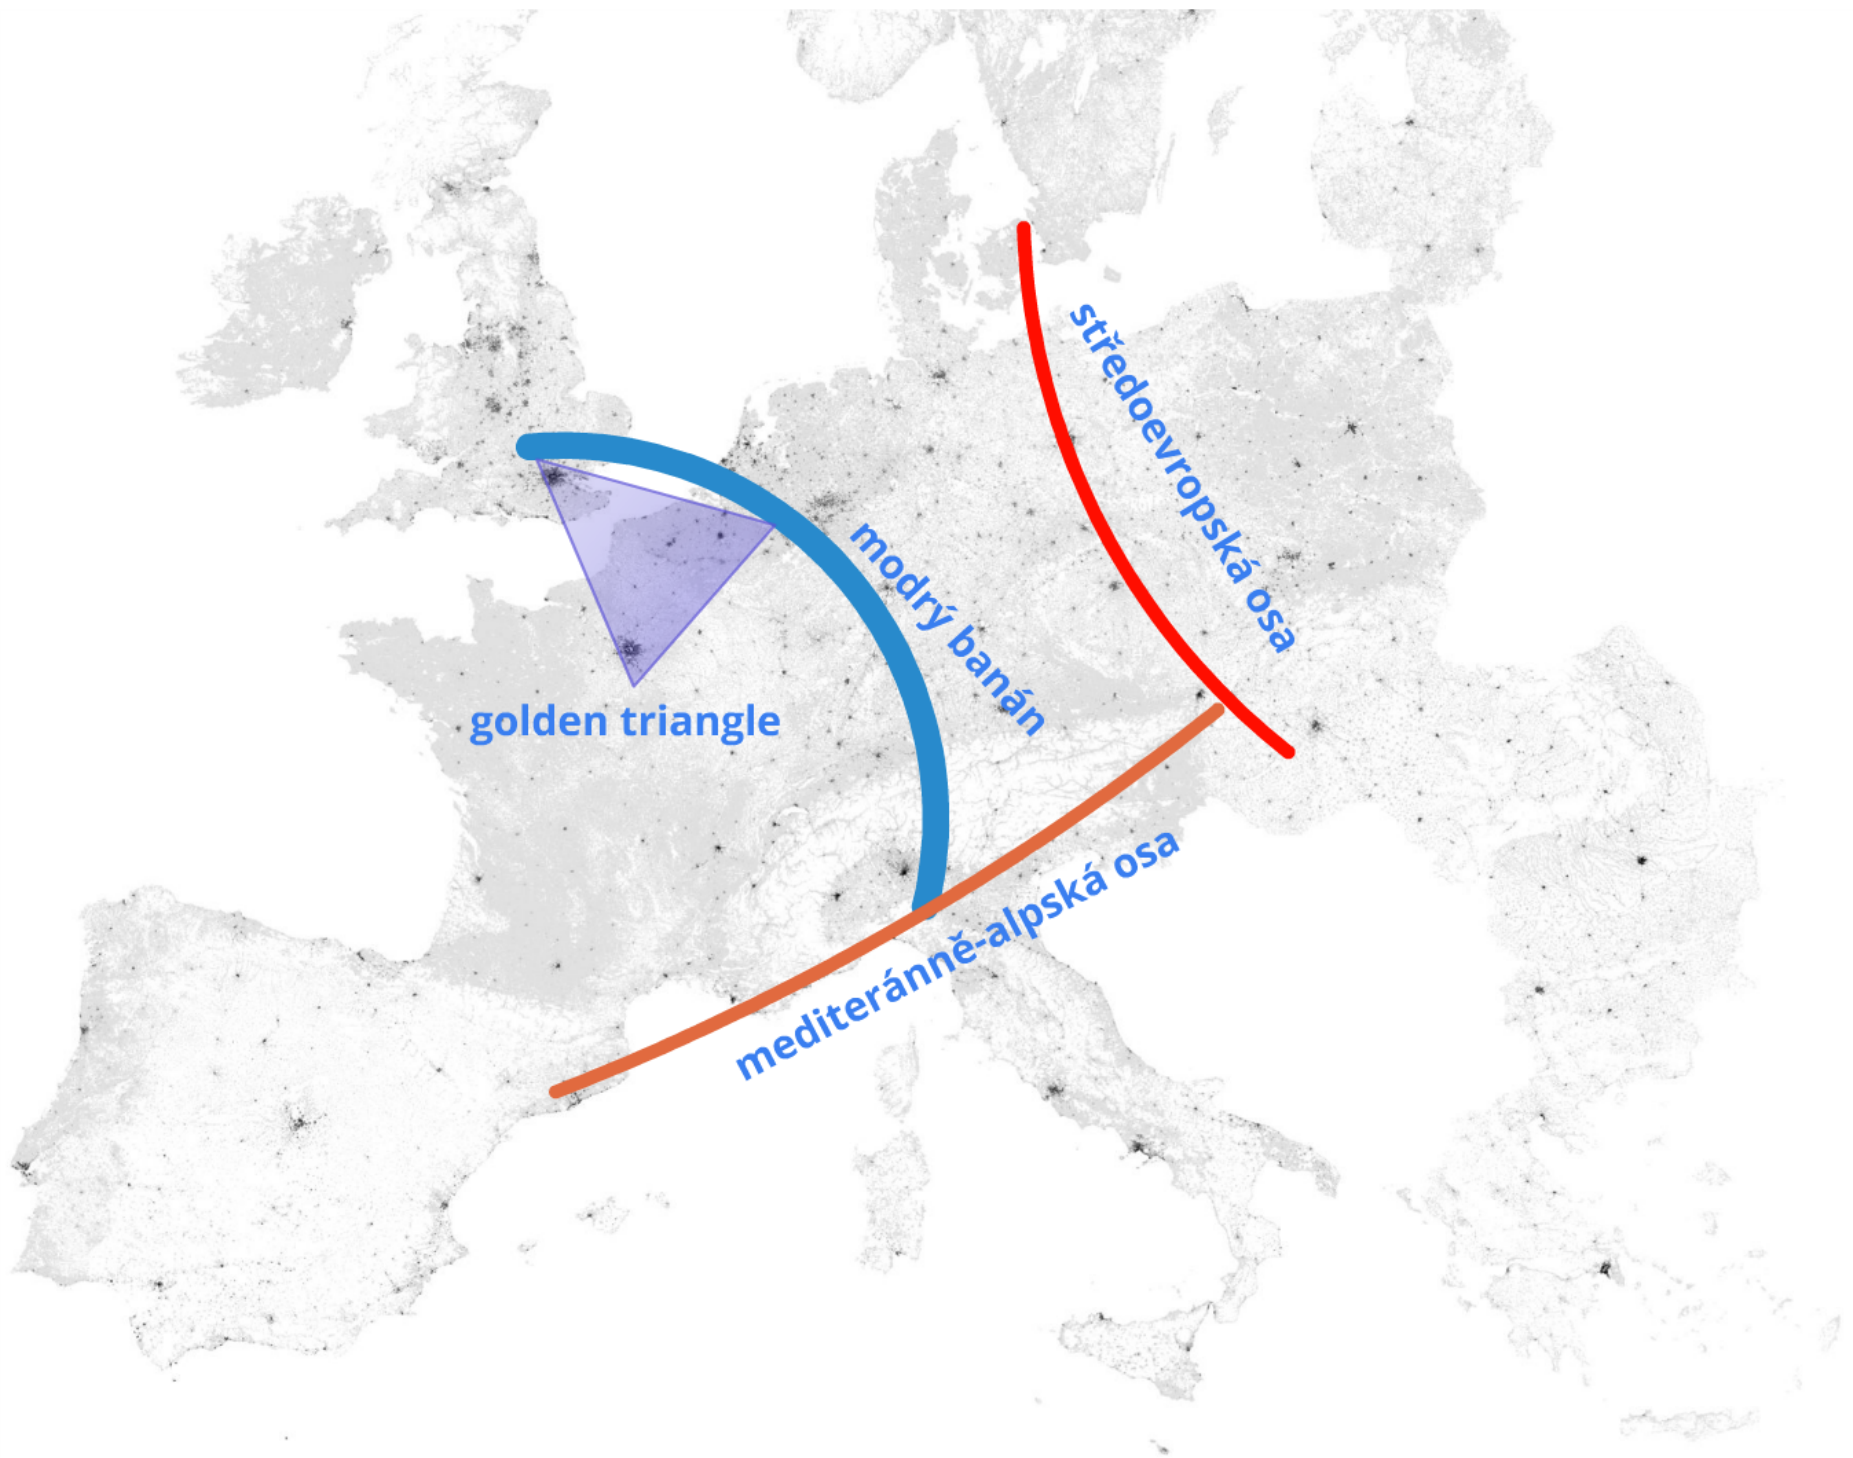 středoevropská osa
modrý banán
golden triangle
mediteránně-alpská osa